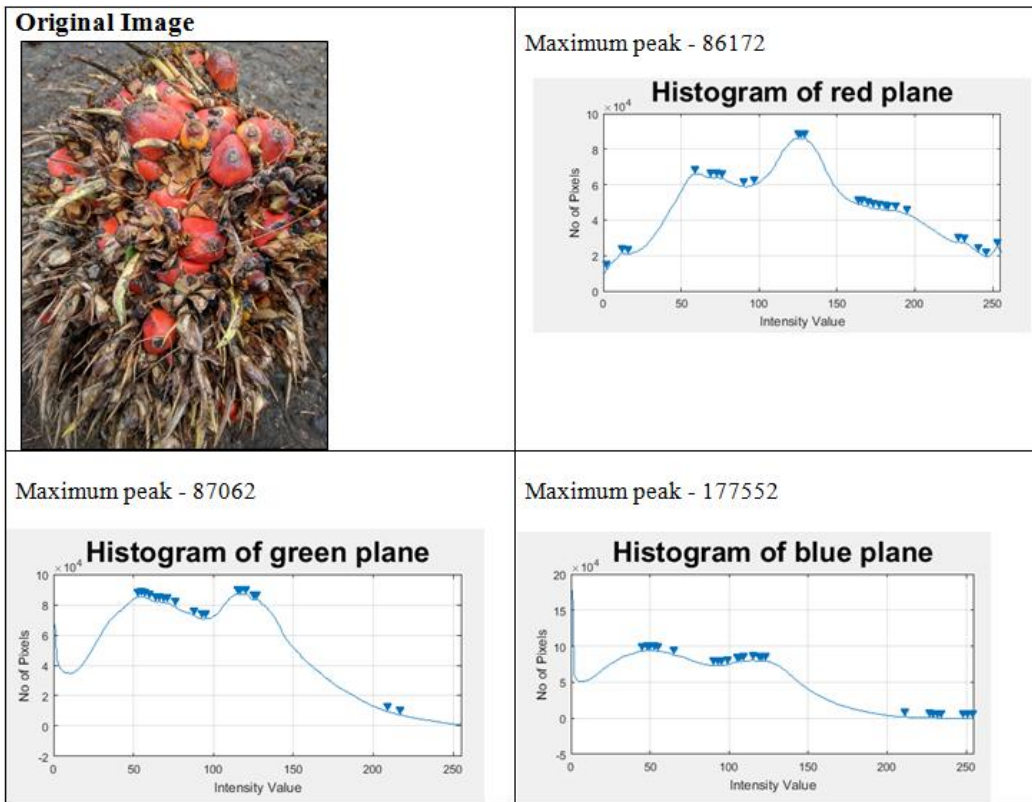 Original Image
Maximum peak - 86172
Histogram of red plane
×10^4
10
8
6
4
2
0
No of Pixels
0 50 100 150 200 250
Intensity Value
Maximum peak - 87062
Histogram of green plane
×10^4
10
8
6
4
2
0
-2
No of Pixels
0 50 100 150 200 250
Intensity Value
Maximum peak - 177552
Histogram of blue plane
×10^4
20
15
10
5
0
-5
No of Pixels
0 50 100 150 200 250
Intensity Value